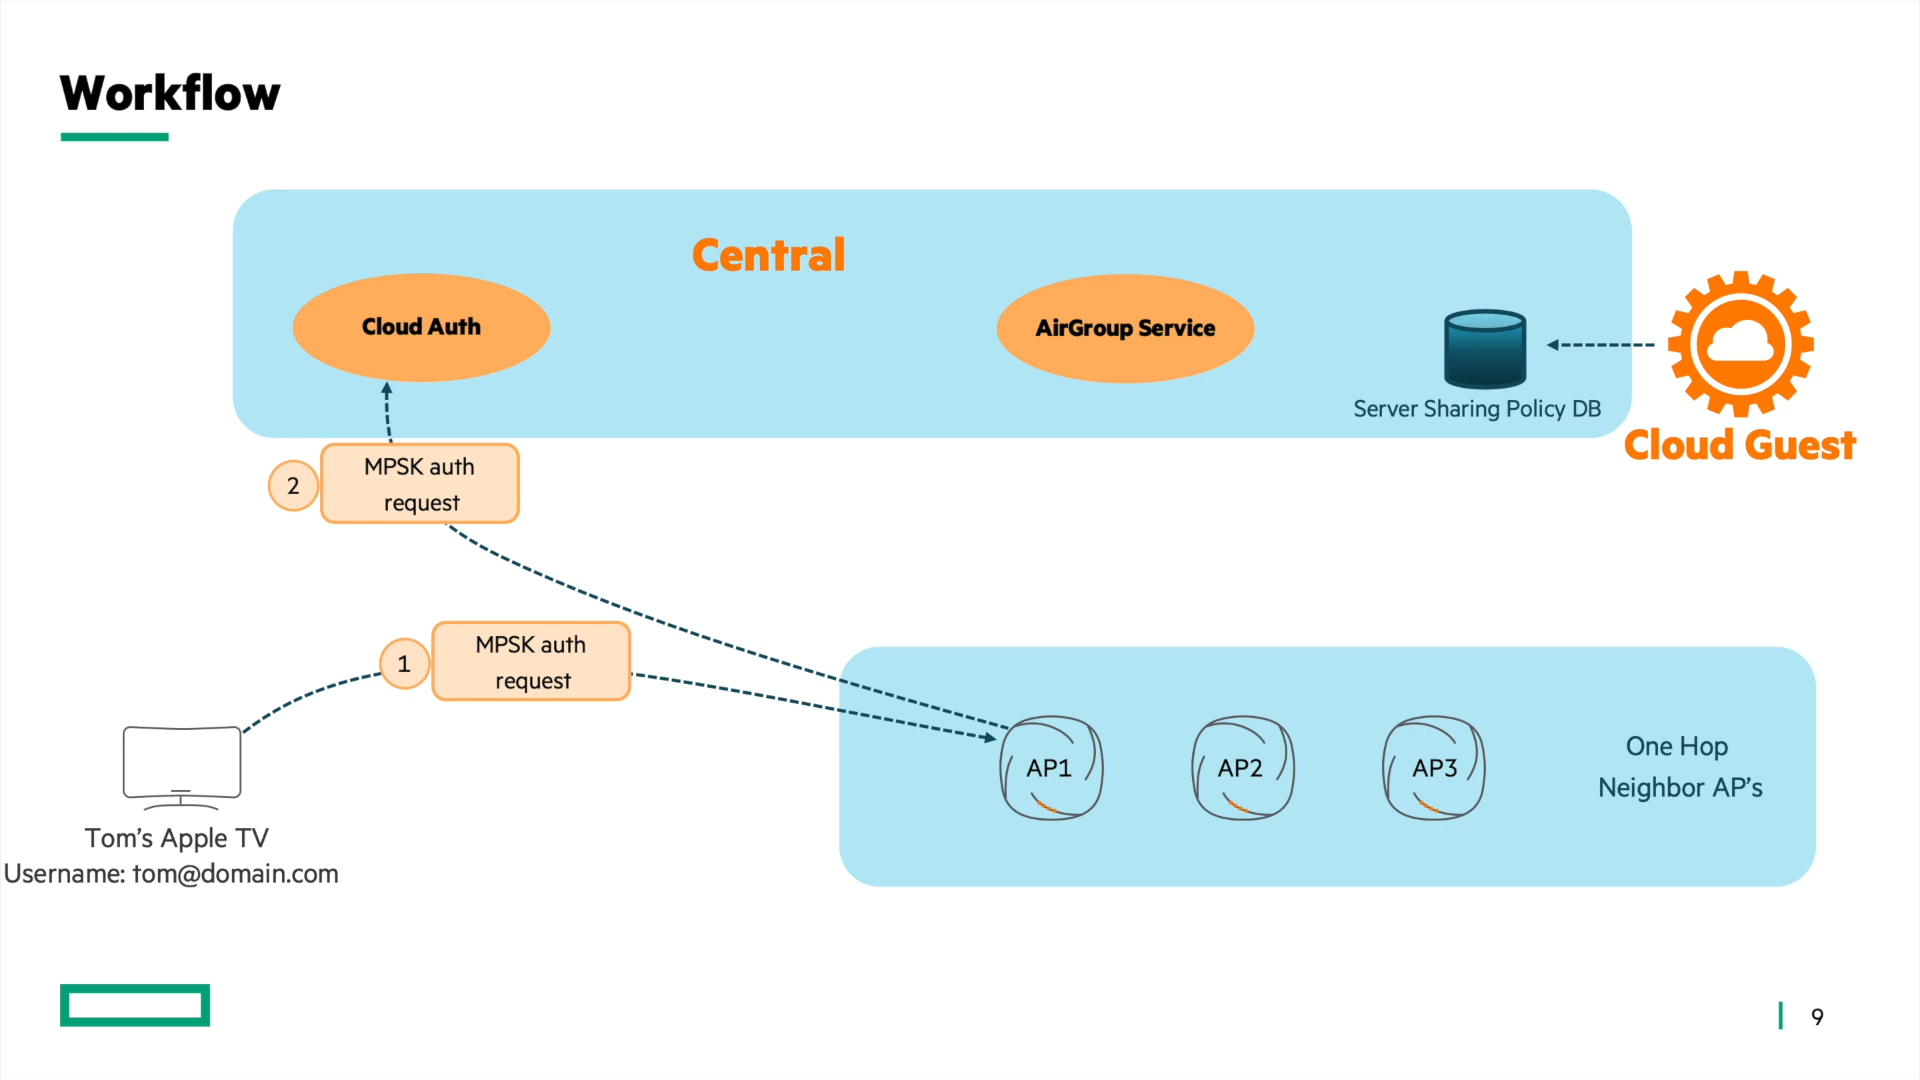 Workflow
Central
Cloud Auth
AirGroup Service
Server Sharing Policy DB
Cloud Guest
2
MPSK auth
request
1
MPSK auth
request
AP1
AP2
AP3
One Hop
Neighbor AP's
Tom's Apple TV
Username: tom@domain.com
9